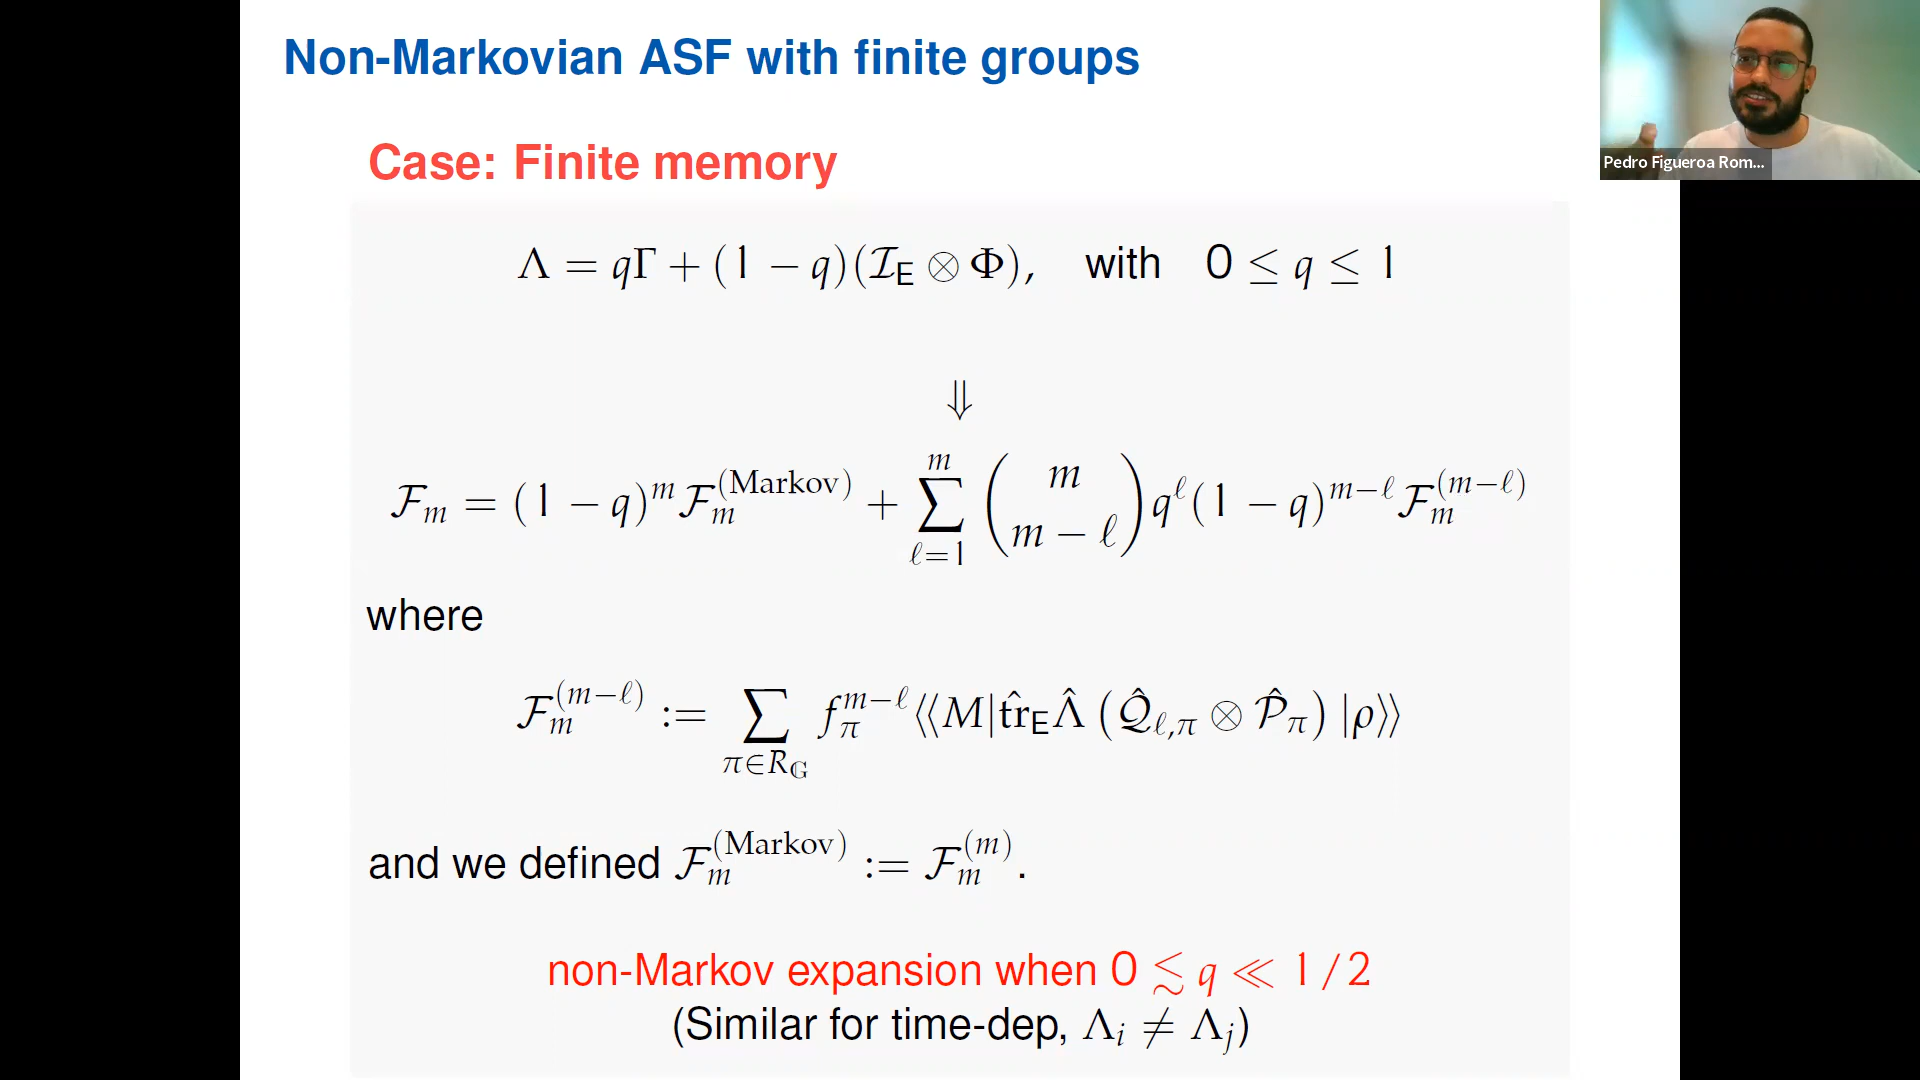 Non-Markovian ASF with finite groups
Pedro Figueroa Rom...
Case: Finite memory
Λ = qΓ + (1 − q)(ℐ_E ⊗ Φ), with 0 ≤ q ≤ 1
⇓
ℱ_m = (1 − q)^m ℱ_m^(Markov) + ∑_{ℓ=1}^{m} \binom{m}{m − ℓ} q^ℓ (1 − q)^{m−ℓ} ℱ_m^{(m−ℓ)}
where
ℱ_m^{(m−ℓ)} := ∑_{π∈R_𝔾} f_π^{m−ℓ} ⟨⟨M|t̂r_E Λ̂ (𝒬̂_{ℓ,π} ⊗ 𝒫̂_π) |ρ⟩⟩
and we defined ℱ_m^(Markov) := ℱ_m^(m).
non-Markov expansion when 0 ≲ q ≪ 1/2
(Similar for time-dep, Λ_i ≠ Λ_j)